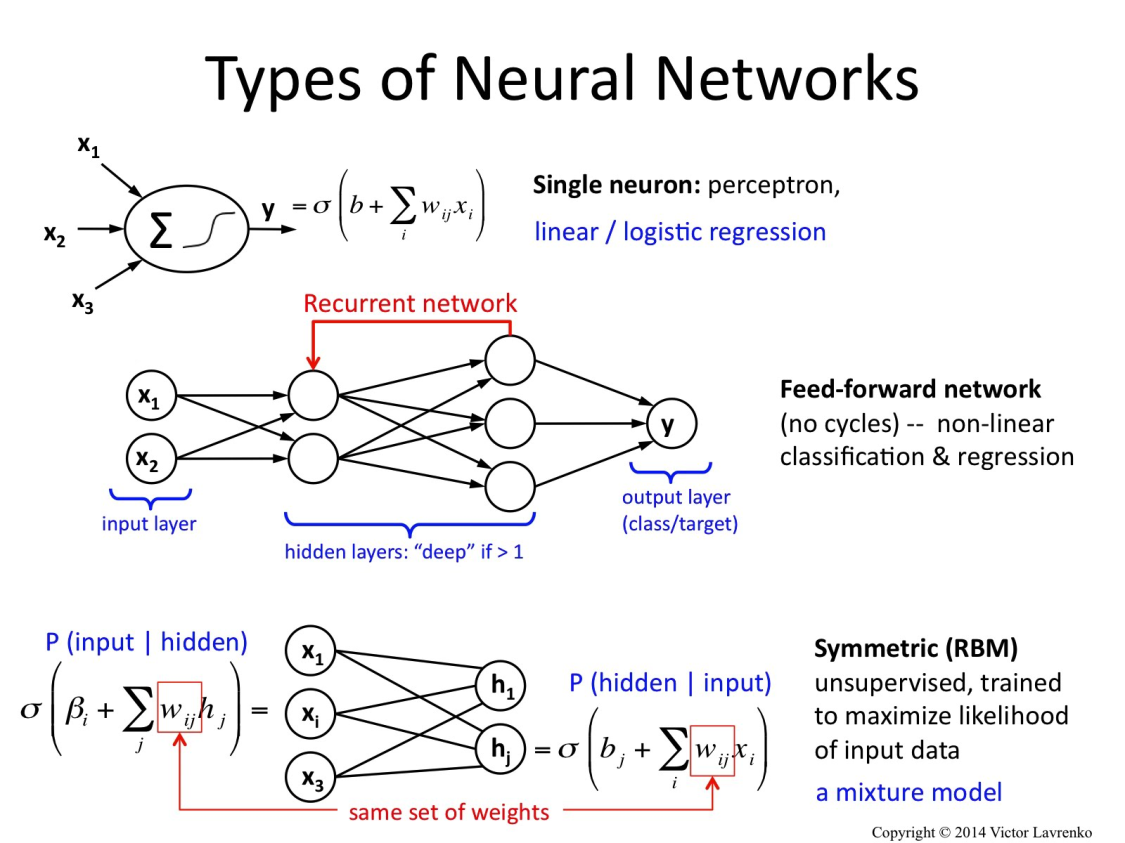 Types of Neural Networks
x1
x2
x3
Σ
y = σ ( b + ∑i wij xi )
Single neuron: perceptron,
linear / logistic regression
Recurrent network
x1
x2
y
input layer
hidden layers: “deep” if > 1
output layer
(class/target)
Feed-forward network
(no cycles) -- non-linear
classification & regression
P (input | hidden)
σ ( βi + ∑j wij hj ) =
x1
xi
x3
h1
hj
P (hidden | input)
= σ ( bj + ∑i wij xi )
same set of weights
Symmetric (RBM)
unsupervised, trained
to maximize likelihood
of input data
a mixture model
Copyright © 2014 Victor Lavrenko